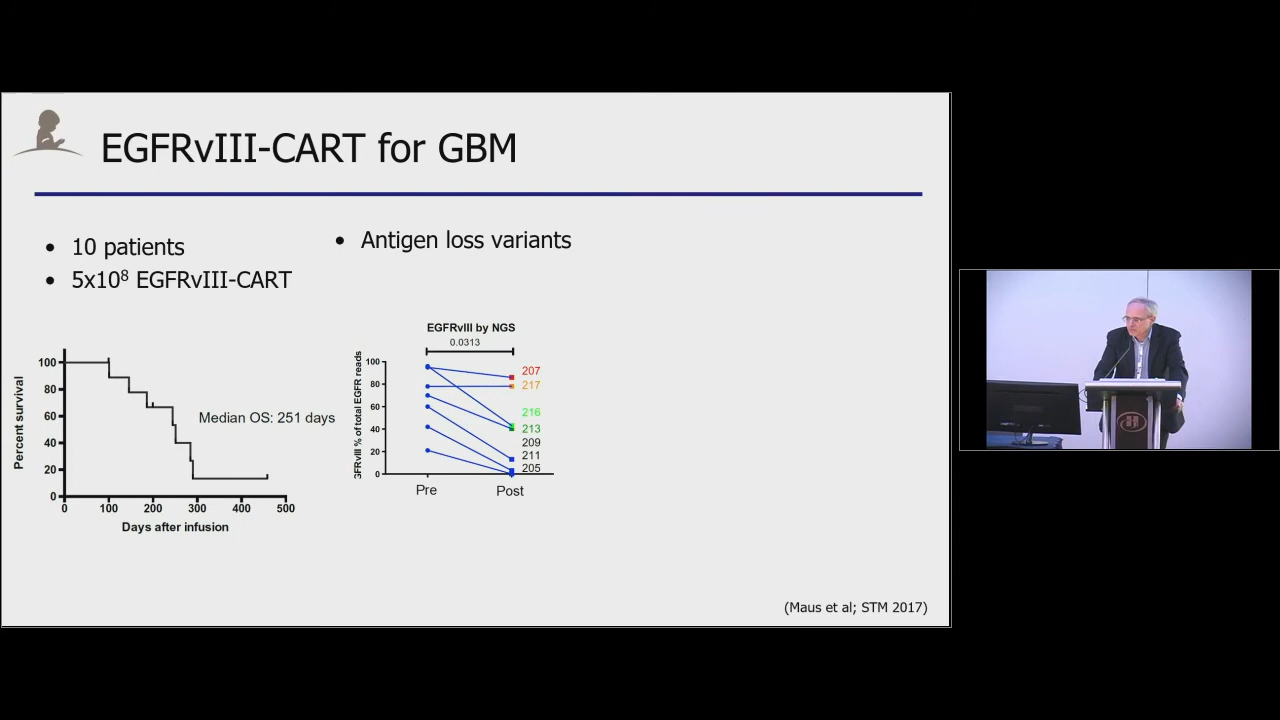 EGFRvIII-CART for GBM
• 10 patients
• 5x10⁸ EGFRvIII-CART
• Antigen loss variants
Percent survival
100
80
60
40
20
0
0 100 200 300 400 500
Days after infusion
Median OS: 251 days
EGFRvIII by NGS
0.0313
GFRvIII % of total EGFR reads
100
80
60
40
20
0
207
217
216
213
209
211
205
Pre Post
(Maus et al; STM 2017)